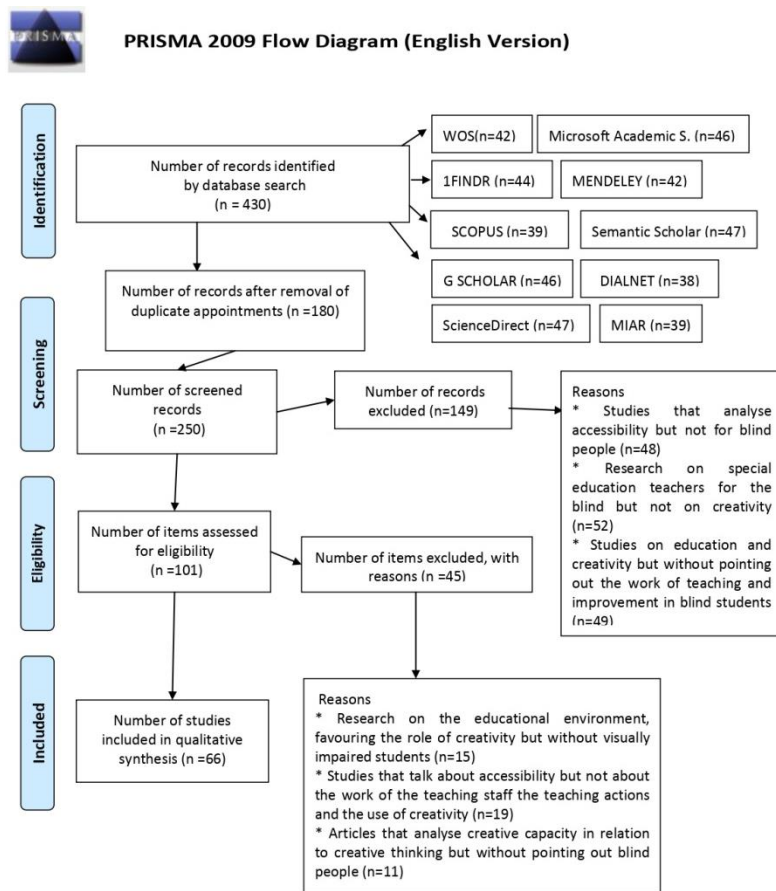 PRISMA
PRISMA 2009 Flow Diagram (English Version)
Identification
Number of records identified
by database search
(n = 430)
WOS(n=42)
Microsoft Academic S. (n=46)
1FINDR (n=44)
MENDELEY (n=42)
SCOPUS (n=39)
Semantic Scholar (n=47)
G SCHOLAR (n=46)
DIALNET (n=38)
ScienceDirect (n=47)
MIAR (n=39)
Number of records after removal of
duplicate appointments (n =180)
Screening
Number of screened
records
(n =250)
Number of records
excluded (n=149)
Reasons
* Studies that analyse
accessibility but not for blind
people (n=48)
* Research on special
education teachers for the
blind but not on creativity
(n=52)
* Studies on education and
creativity but without pointing
out the work of teaching and
improvement in blind students
(n=49)
Eligibility
Number of items assessed
for eligibility
(n =101)
Number of items excluded, with
reasons (n =45)
Included
Number of studies
included in qualitative
synthesis (n =66)
Reasons
* Research on the educational environment,
favouring the role of creativity but without visually
impaired students (n=15)
* Studies that talk about accessibility but not about
the work of the teaching staff the teaching actions
and the use of creativity (n=19)
* Articles that analyse creative capacity in relation
to creative thinking but without pointing out blind
people (n=11)